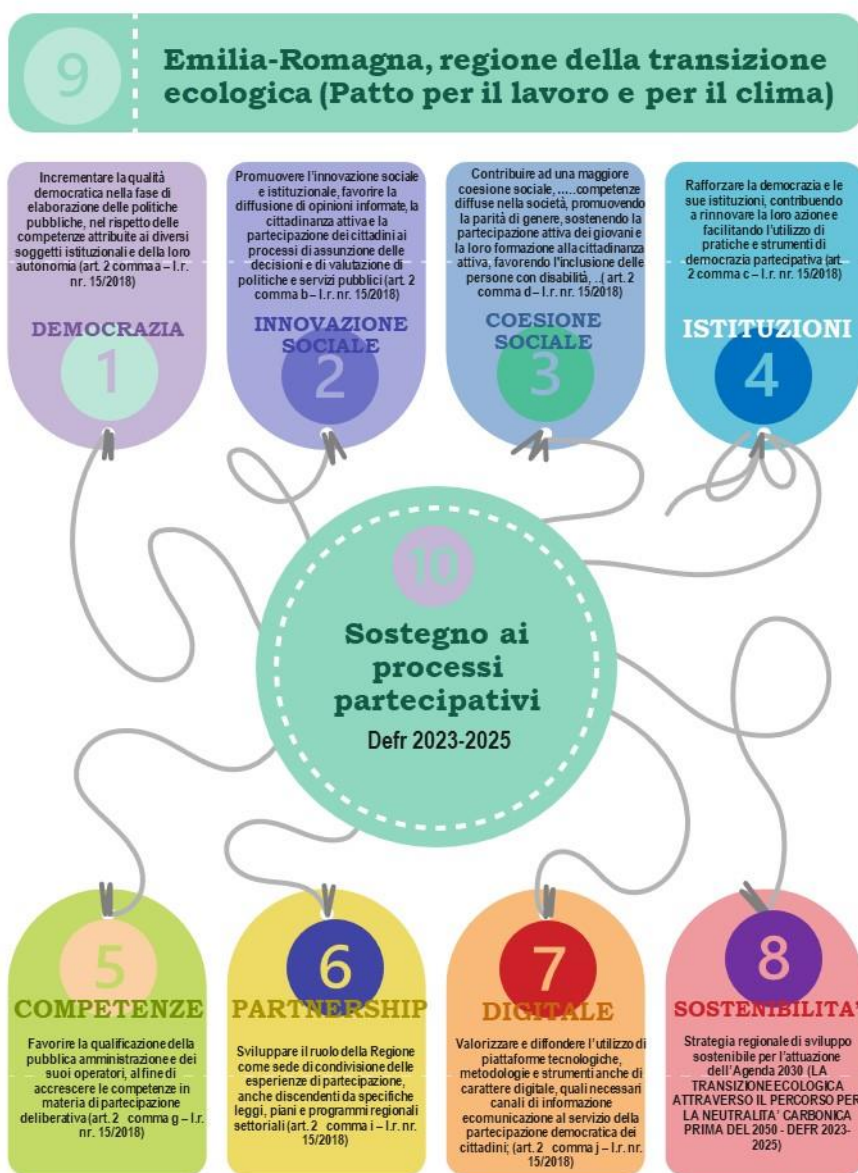 9
Emilia-Romagna, regione della transizione
ecologica (Patto per il lavoro e per il clima)
Incrementare la qualità
democratica nella fase di
elaborazione delle politiche
pubbliche, nel rispetto delle
competenze attribuite ai diversi
soggetti istituzionali e della loro
autonomia (art. 2 comma a – l.r.
nr. 15/2018)
DEMOCRAZIA
1
Promuovere l'innovazione sociale
e istituzionale, favorire la
diffusione di opinioni informate, la
cittadinanza attiva e la
partecipazione dei cittadini ai
processi di assunzione delle
decisioni e di valutazione di
politiche e servizi pubblici (art. 2
comma b – l.r. nr. 15/2018)
INNOVAZIONE
SOCIALE
2
Contribuire ad una maggiore
coesione sociale, .....competenze
diffuse nella società, promuovendo
la parità di genere, sostenendo la
partecipazione attiva dei giovani e
la loro formazione alla cittadinanza
attiva, favorendo l'inclusione delle
persone con disabilità, ..( art. 2
comma d – l.r. nr. 15/2018)
COESIONE
SOCIALE
3
Rafforzare la democrazia e le
sue istituzioni, contribuendo
a rinnovare la loro azione e
facilitando l'utilizzo di
pratiche e strumenti di
democrazia partecipativa (art.
2 comma c – l.r. nr. 15/2018)
ISTITUZIONI
4
10
Sostegno ai
processi
partecipativi
Defr 2023-2025
5
COMPETENZE
Favorire la qualificazione della
pubblica amministrazione e dei
suoi operatori, al fine di
accrescere le competenze in
materia di partecipazione
deliberativa (art. 2 comma g – l.r.
nr. 15/2018)
6
PARTNERSHIP
Sviluppare il ruolo della Regione
come sede di condivisione delle
esperienze di partecipazione,
anche discendenti da specifiche
leggi, piani e programmi regionali
settoriali (art. 2 comma i – l.r. nr.
15/2018)
7
DIGITALE
Valorizzare e diffondere l'utilizzo di
piattaforme tecnologiche,
metodologie e strumenti anche di
carattere digitale, quali necessari
canali di informazione
ecomunicazione al servizio della
partecipazione democratica dei
cittadini; (art. 2 comma j – l.r. nr.
15/2018)
8
SOSTENIBILITA'
Strategia regionale di sviluppo
sostenibile per l'attuazione
dell'Agenda 2030 (LA
TRANSIZIONE ECOLOGICA
ATTRAVERSO IL PERCORSO PER
LA NEUTRALITA' CARBONICA
PRIMA DEL 2050 - DEFR 2023-
2025)